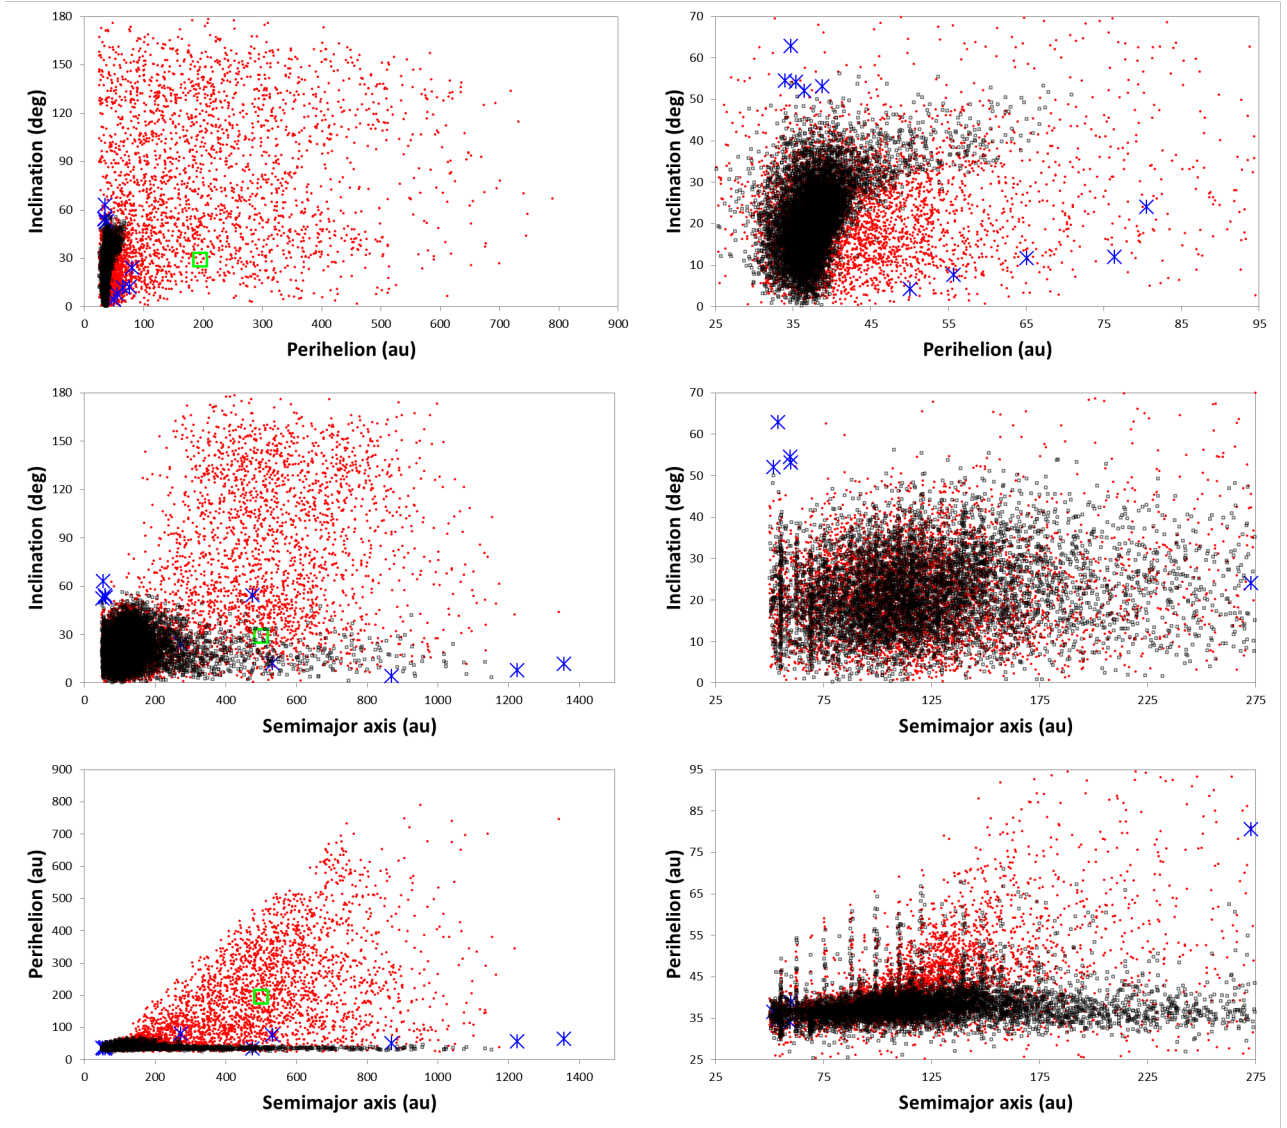 180
150
120
90
60
30
0
Inclination (deg)
0 100 200 300 400 500 600 700 800 900
Perihelion (au)
70
60
50
40
30
20
10
0
Inclination (deg)
25 35 45 55 65 75 85 95
Perihelion (au)
180
150
120
90
60
30
0
Inclination (deg)
0 200 400 600 800 1000 1200 1400
Semimajor axis (au)
70
60
50
40
30
20
10
0
Inclination (deg)
25 75 125 175 225 275
Semimajor axis (au)
900
800
700
600
500
400
300
200
100
0
Perihelion (au)
0 200 400 600 800 1000 1200 1400
Semimajor axis (au)
95
85
75
65
55
45
35
25
Perihelion (au)
25 75 125 175 225 275
Semimajor axis (au)